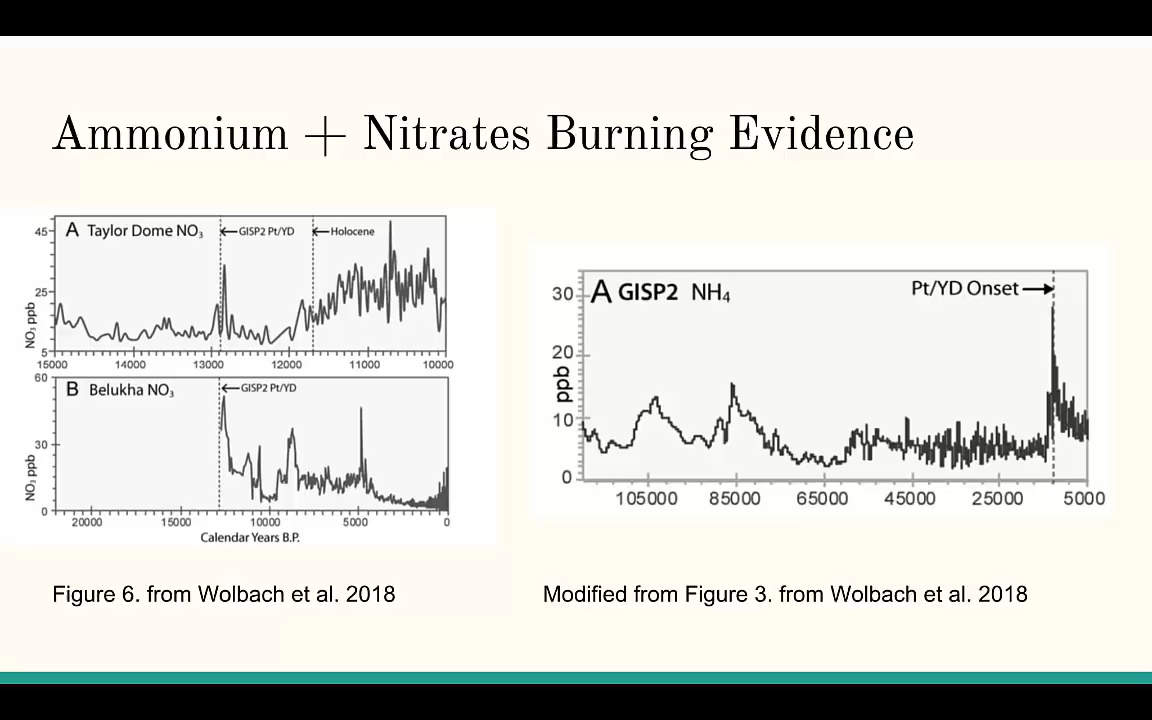 Ammonium + Nitrates Burning Evidence
A Taylor Dome NO₃
GISP2 Pt/YD
Holocene
NO₃ ppb
45
25
5
15000 14000 13000 12000 11000 10000
B Belukha NO₃
GISP2 Pt/YD
NO₃ ppb
60
30
0
20000 15000 10000 5000 0
Calendar Years B.P.
Figure 6. from Wolbach et al. 2018
A GISP2 NH₄
Pt/YD Onset
ppb
30
20
10
0
105000 85000 65000 45000 25000 5000
Modified from Figure 3. from Wolbach et al. 2018